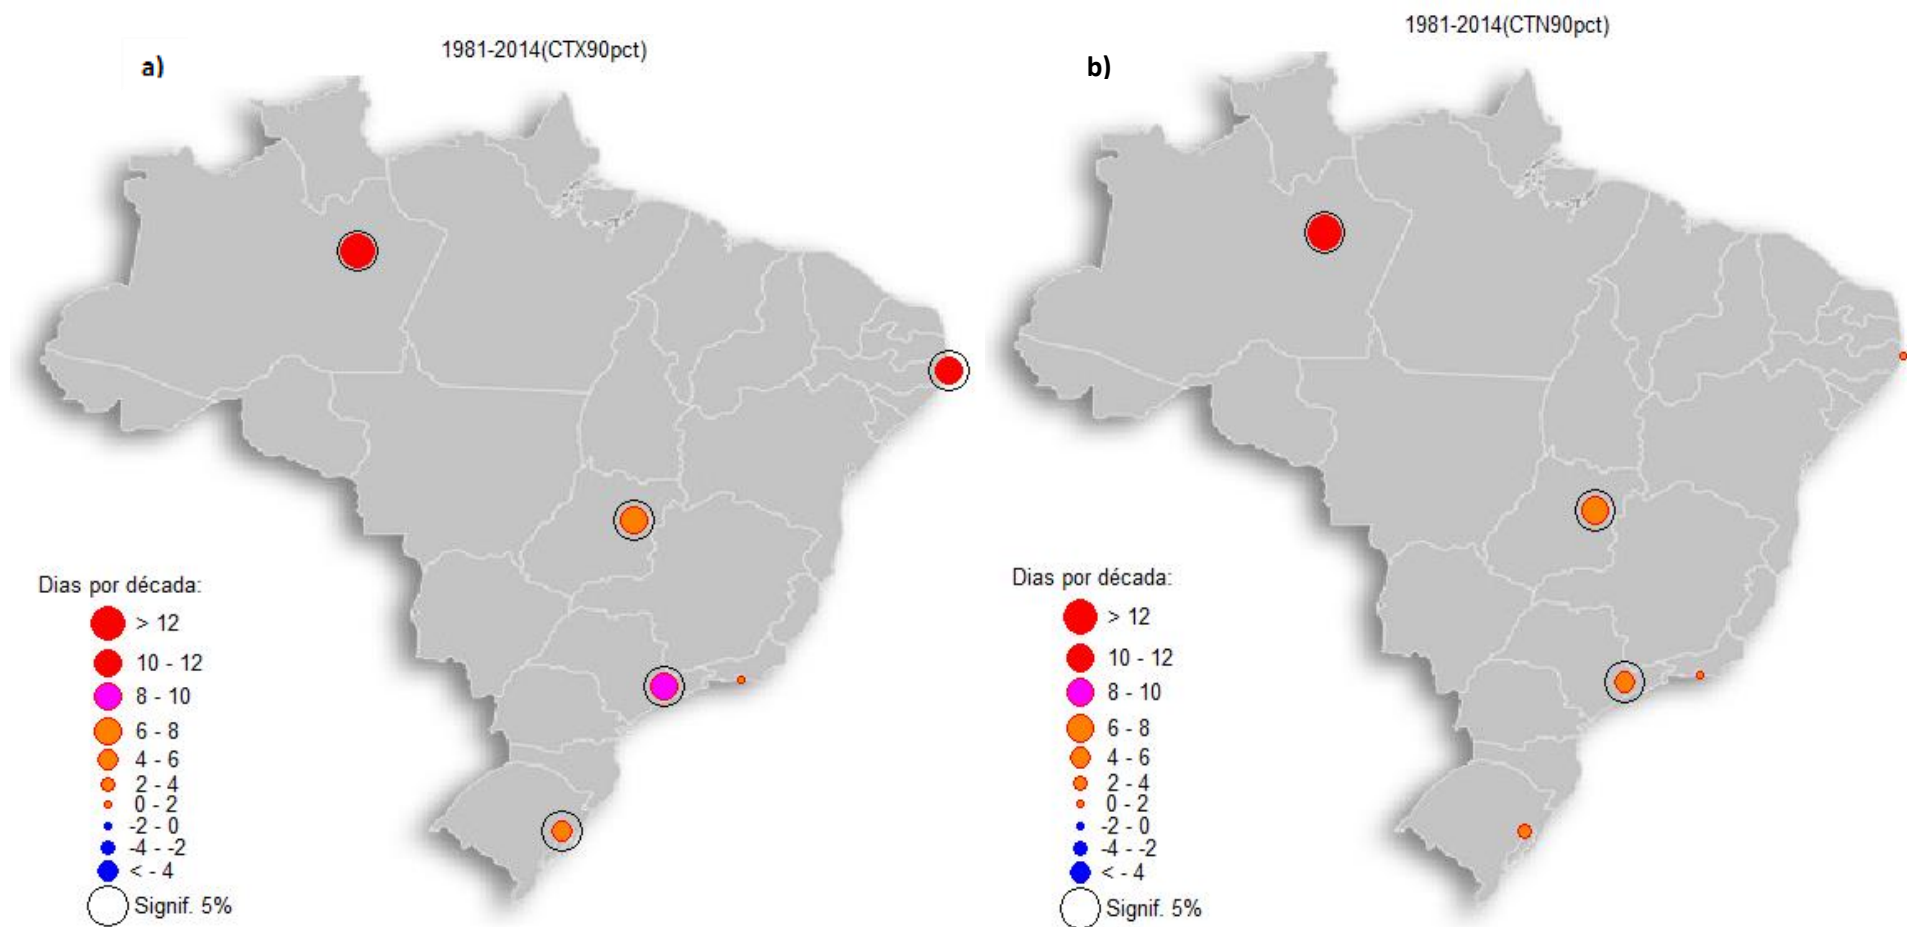 1981-2014(CTX90pct)
a)
Dias por década:
> 12
10 - 12
8 - 10
6 - 8
4 - 6
2 - 4
0 - 2
-2 - 0
-4 - -2
< - 4
Signif. 5%
1981-2014(CTN90pct)
b)
Dias por década:
> 12
10 - 12
8 - 10
6 - 8
4 - 6
2 - 4
0 - 2
-2 - 0
-4 - -2
< - 4
Signif. 5%